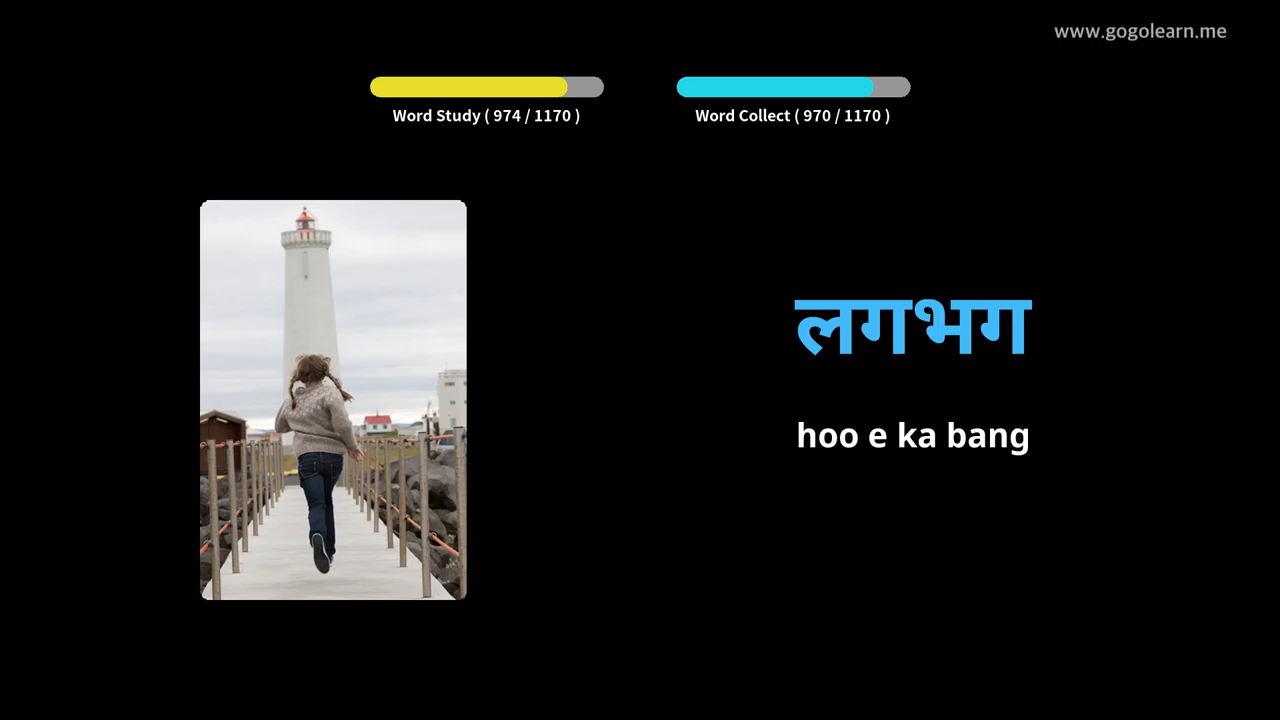 www.gogolearn.me
Word Study ( 974 / 1170 )
Word Collect ( 970 / 1170 )
लगभग
hoo e ka bang